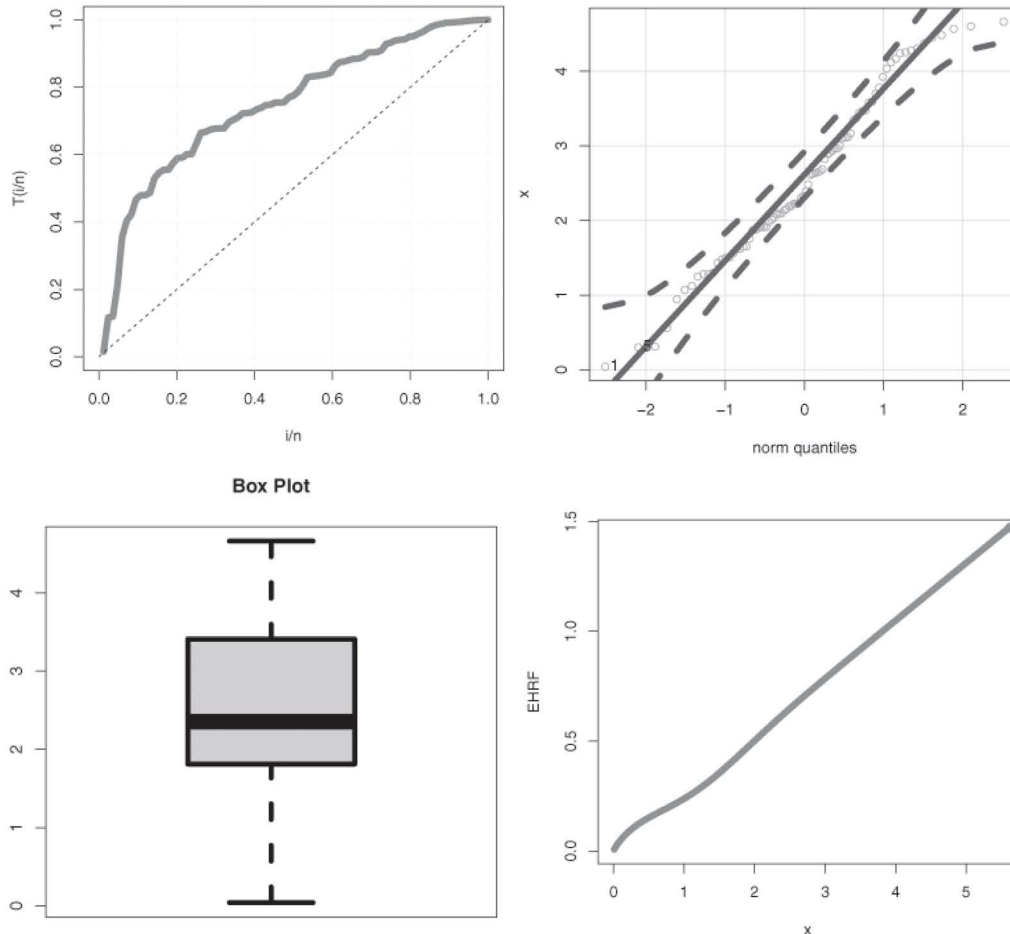 T(i/n)
0.0 0.2 0.4 0.6 0.8 1.0
0.0 0.2 0.4 0.6 0.8 1.0
i/n
x
0 1 2 3 4
1
5
−2 −1 0 1 2
norm quantiles
Box Plot
0 1 2 3 4
EHRF
0.0 0.5 1.0 1.5
0 1 2 3 4 5
x